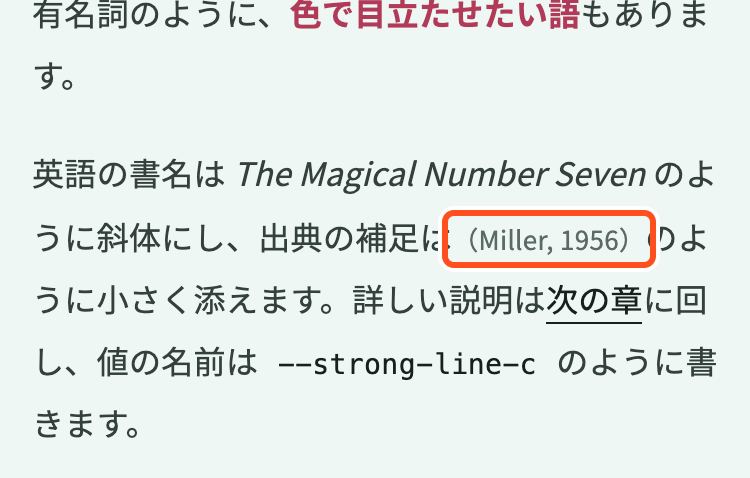 有名詞のように、色で目立たせたい語もありま
す。
英語の書名は The Magical Number Seven のよ
うに斜体にし、出典の補足は（Miller, 1956）のよ
うに小さく添えます。詳しい説明は次の章に回
し、値の名前は --strong-line-c のように書
きます。